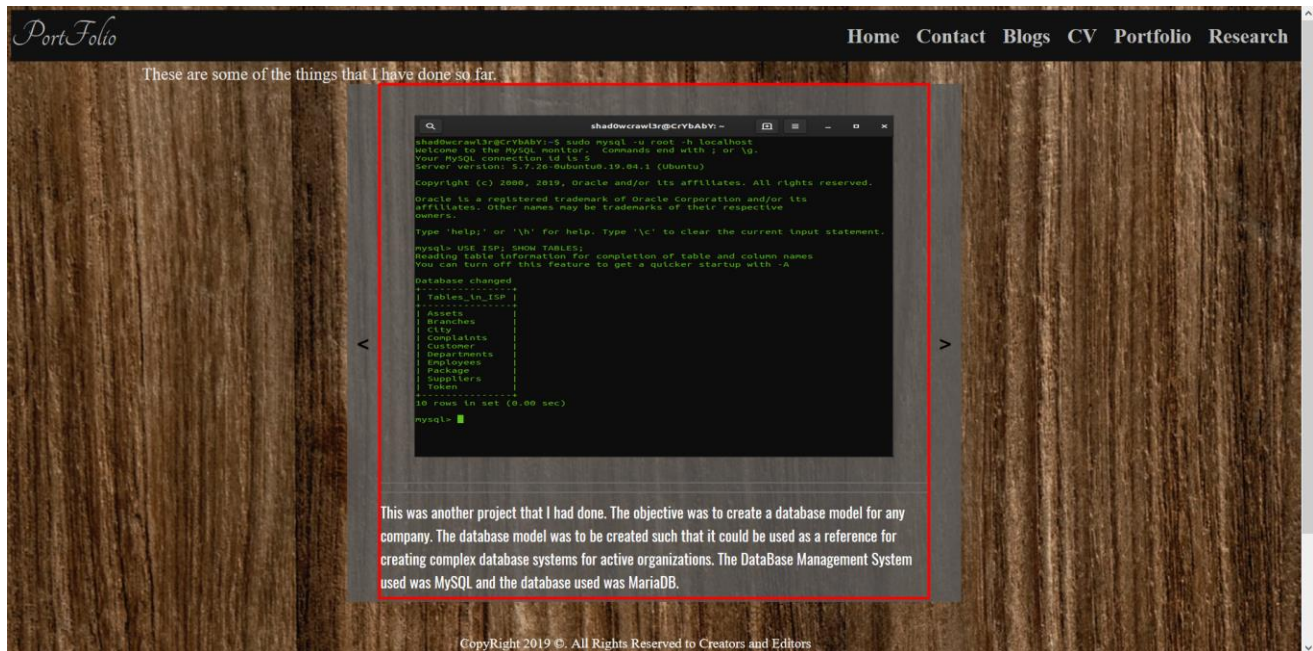 PortFolio
Home Contact Blogs CV Portfolio Research
These are some of the things that I have done so far.
shad0wcrawl3r@CrYbAbY: ~
shad0wcrawl3r@CrYbAbY:~$ sudo mysql -u root -h localhost
Welcome to the MySQL monitor.  Commands end with ; or \g.
Your MySQL connection id is 5
Server version: 5.7.26-0ubuntu0.19.04.1 (Ubuntu)
Copyright (c) 2000, 2019, Oracle and/or its affiliates. All rights reserved.
Oracle is a registered trademark of Oracle Corporation and/or its
affiliates. Other names may be trademarks of their respective
owners.
Type 'help;' or '\h' for help. Type '\c' to clear the current input statement.
mysql> USE ISP; SHOW TABLES;
Reading table information for completion of table and column names
You can turn off this feature to get a quicker startup with -A
Database changed
+---------------+
| Tables_in_ISP |
+---------------+
| Assets        |
| Branches      |
| City          |
| Complaints    |
| Customer      |
| Departments   |
| Employees     |
| Package       |
| Suppliers     |
| Token         |
+---------------+
10 rows in set (0.00 sec)
mysql>
< >
This was another project that I had done. The objective was to create a database model for any
company. The database model was to be created such that it could be used as a reference for
creating complex database systems for active organizations. The DataBase Management System
used was MySQL and the database used was MariaDB.
CopyRight 2019 ©. All Rights Reserved to Creators and Editors